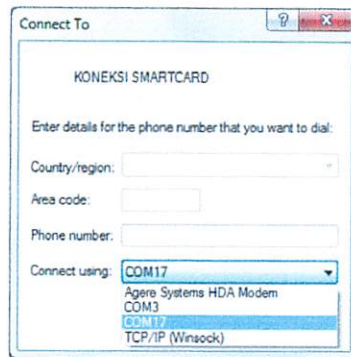 Connect To
?
KONEKSI SMARTCARD
Enter details for the phone number that you want to dial:
Country/region:
Area code:
Phone number:
Connect using: COM17
Agere Systems HDA Modem
COM3
COM17
TCP/IP (Winsock)